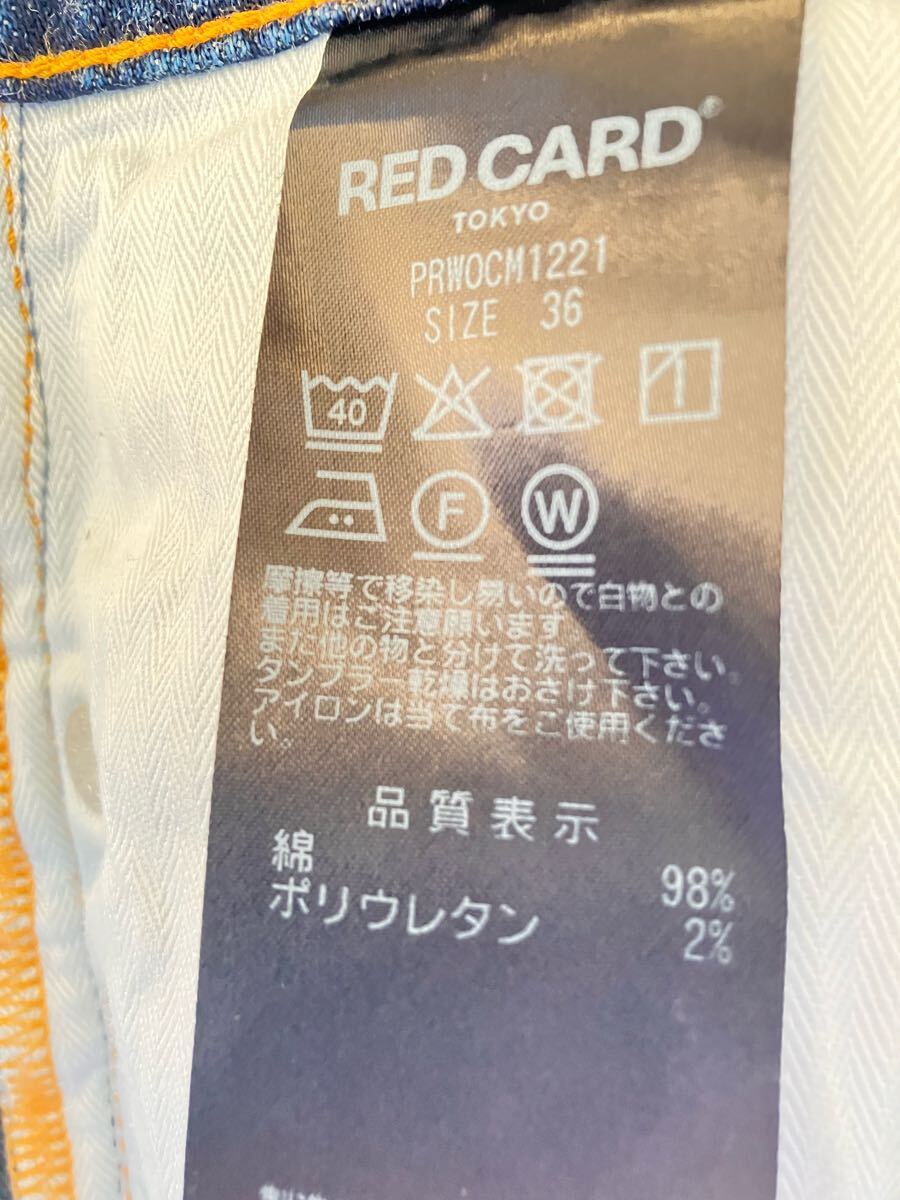 RED CARD®
TOKYO
PRWOCM1221
SIZE 36
40
F W
摩擦等で移染し易いので白物との
着用はご注意願います。
また他の物と分けて洗って下さい。
タンブラー乾燥はおさけ下さい。
アイロンは当て布をご使用くださ
い。
品質表示
綿 98%
ポリウレタン 2%